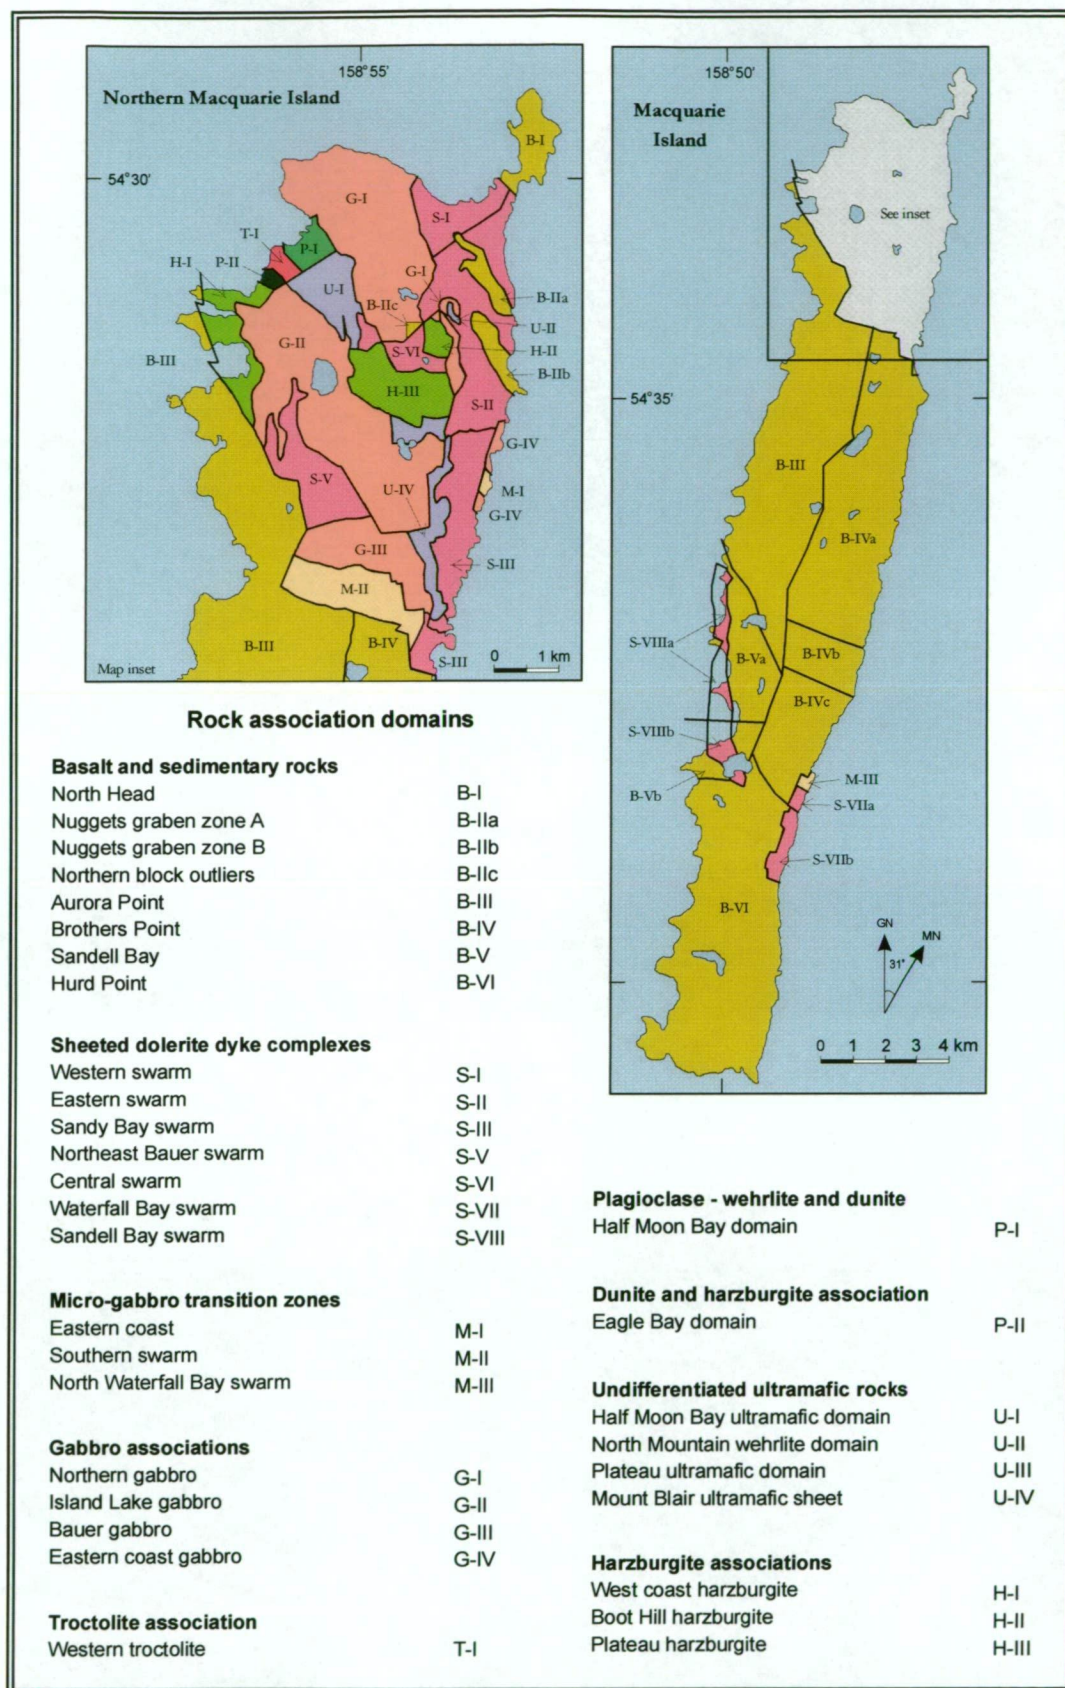 158°55'
Northern Macquarie Island
54°30'
B-I
G-I
S-I
T-I
P-I
H-I
P-II
G-I
U-I
B-IIc
B-IIa
U-II
G-II
S-VI
H-II
B-III
H-III
B-IIb
S-II
G-IV
S-V
U-IV
M-I
G-IV
G-III
S-III
M-II
B-III
B-IV
S-III
0 1 km
Map inset
158°50'
Macquarie
Island
See inset
54°35'
B-III
B-IVa
S-VIIIa
B-Va
B-IVb
B-IVc
S-VIIIb
M-III
B-Vb
S-VIIa
S-VIIb
B-VI
GN
MN
31°
0 1 2 3 4 km
Rock association domains
Basalt and sedimentary rocks
North Head B-I
Nuggets graben zone A B-IIa
Nuggets graben zone B B-IIb
Northern block outliers B-IIc
Aurora Point B-III
Brothers Point B-IV
Sandell Bay B-V
Hurd Point B-VI
Sheeted dolerite dyke complexes
Western swarm S-I
Eastern swarm S-II
Sandy Bay swarm S-III
Northeast Bauer swarm S-V
Central swarm S-VI
Waterfall Bay swarm S-VII
Sandell Bay swarm S-VIII
Micro-gabbro transition zones
Eastern coast M-I
Southern swarm M-II
North Waterfall Bay swarm M-III
Gabbro associations
Northern gabbro G-I
Island Lake gabbro G-II
Bauer gabbro G-III
Eastern coast gabbro G-IV
Troctolite association
Western troctolite T-I
Plagioclase - wehrlite and dunite
Half Moon Bay domain P-I
Dunite and harzburgite association
Eagle Bay domain P-II
Undifferentiated ultramafic rocks
Half Moon Bay ultramafic domain U-I
North Mountain wehrlite domain U-II
Plateau ultramafic domain U-III
Mount Blair ultramafic sheet U-IV
Harzburgite associations
West coast harzburgite H-I
Boot Hill harzburgite H-II
Plateau harzburgite H-III